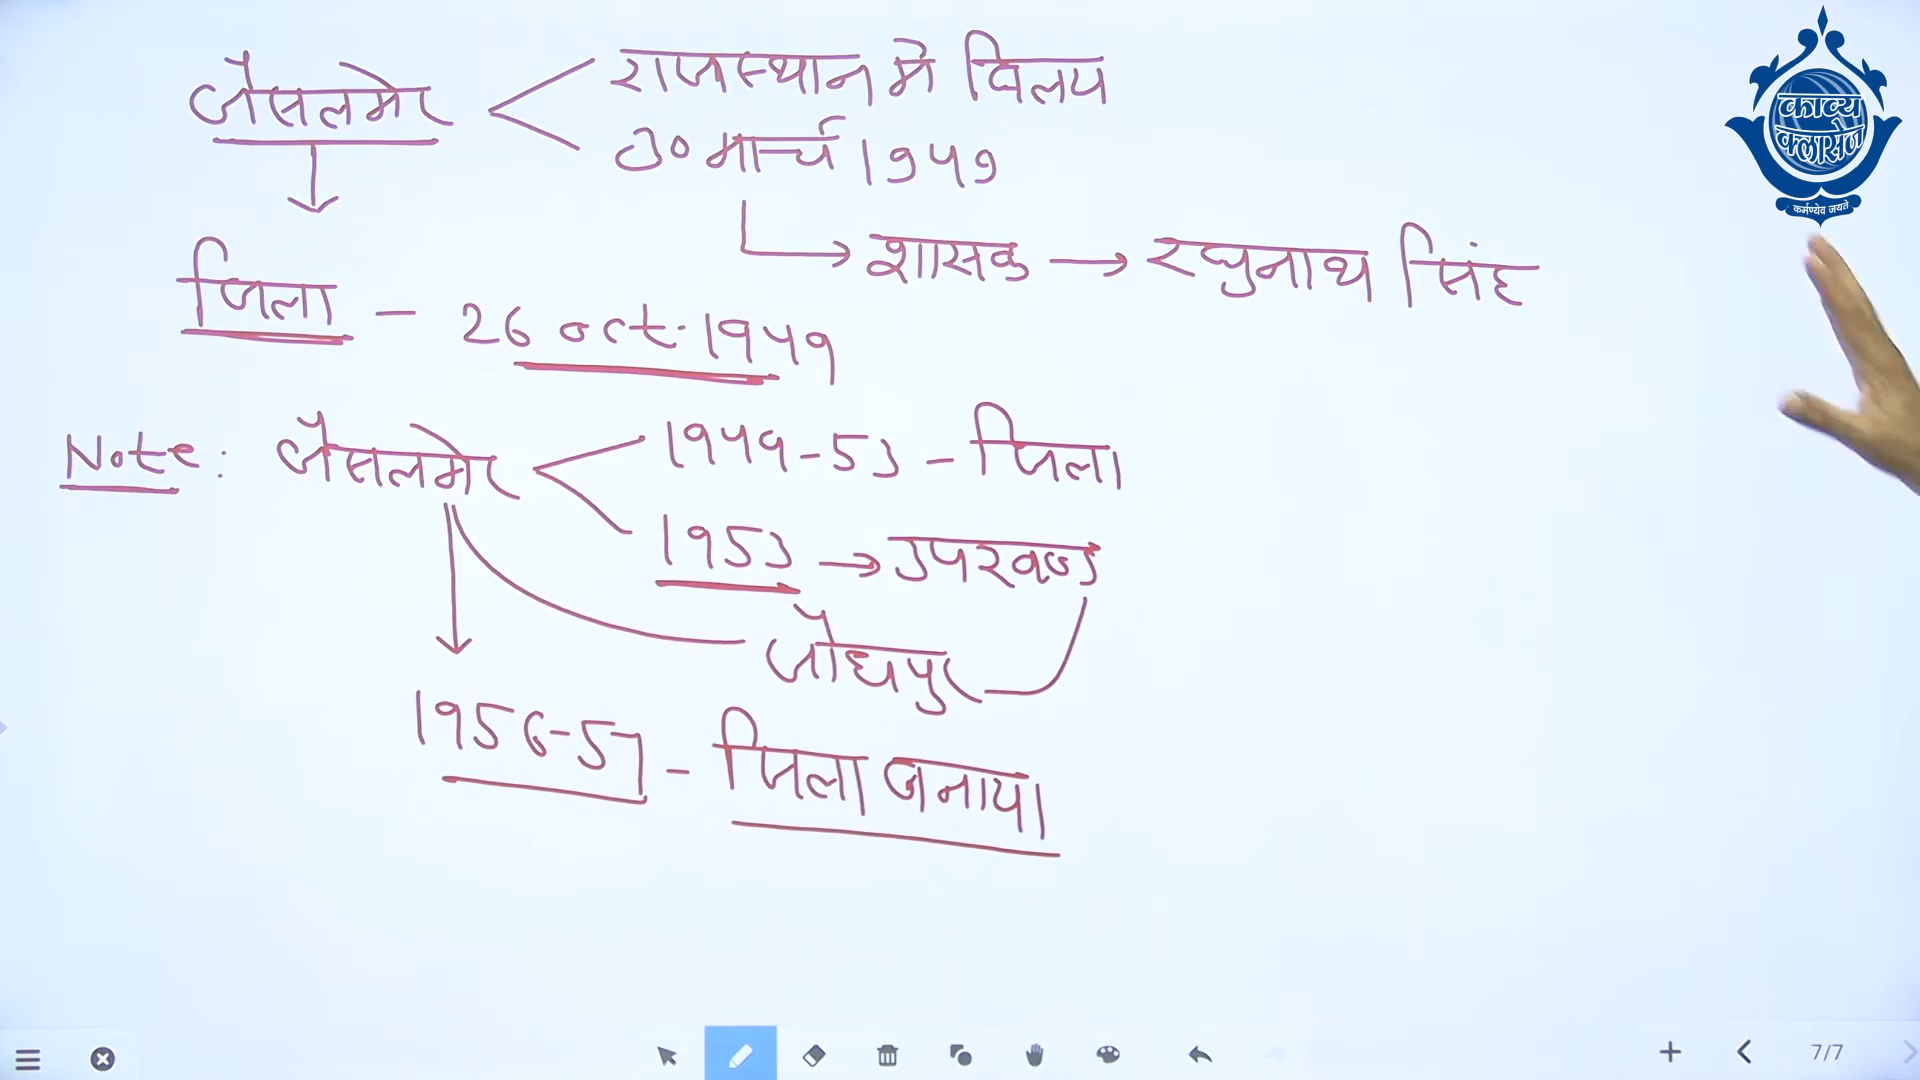 जैसलमेर < राजस्थान में विलय
30 मार्च 1949
→ शासक → रघुनाथ सिंह
जिला - 26 oct. 1949
Note: जैसलमेर < 1949-53 - जिला
1953 → उपखण्ड
जोधपुर
1956-57 - जिला बनाया
काव्य
क्लासेज
कर्मण्येव जयते
7/7